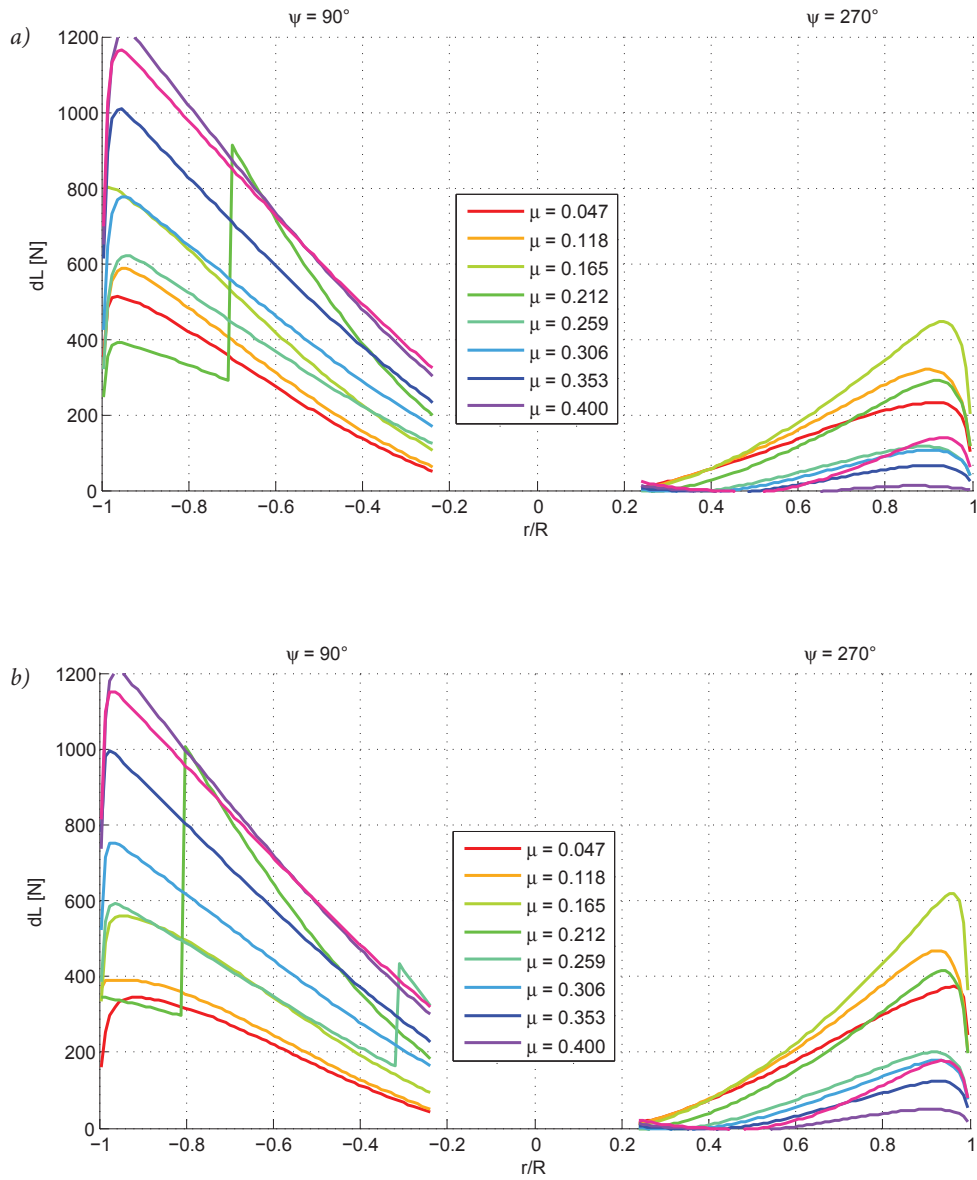 ψ = 90° ψ = 270°
a)
1200
1000
800
600
400
200
0
dL [N]
μ = 0.047
μ = 0.118
μ = 0.165
μ = 0.212
μ = 0.259
μ = 0.306
μ = 0.353
μ = 0.400
−1 −0.8 −0.6 −0.4 −0.2 0 0.2 0.4 0.6 0.8 1
r/R
ψ = 90° ψ = 270°
b)
1200
1000
800
600
400
200
0
dL [N]
μ = 0.047
μ = 0.118
μ = 0.165
μ = 0.212
μ = 0.259
μ = 0.306
μ = 0.353
μ = 0.400
−1 −0.8 −0.6 −0.4 −0.2 0 0.2 0.4 0.6 0.8 1
r/R